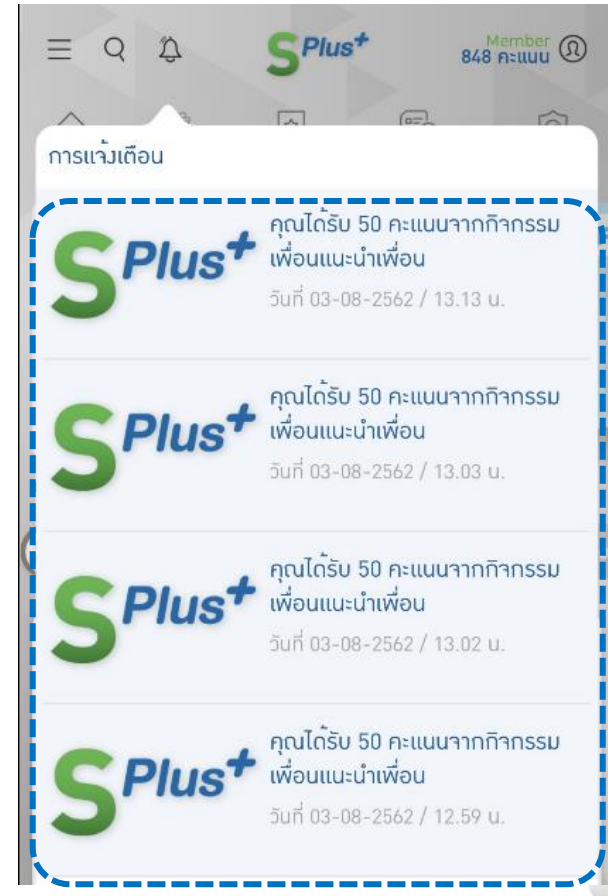 SPlus+
Member
848 คะแนน
การแจ้งเตือน
SPlus+
คุณได้รับ 50 คะแนนจากกิจกรรม
เพื่อนแนะนำเพื่อน
วันที่ 03-08-2562 / 13.13 น.
SPlus+
คุณได้รับ 50 คะแนนจากกิจกรรม
เพื่อนแนะนำเพื่อน
วันที่ 03-08-2562 / 13.03 น.
SPlus+
คุณได้รับ 50 คะแนนจากกิจกรรม
เพื่อนแนะนำเพื่อน
วันที่ 03-08-2562 / 13.02 น.
SPlus+
คุณได้รับ 50 คะแนนจากกิจกรรม
เพื่อนแนะนำเพื่อน
วันที่ 03-08-2562 / 12.59 น.